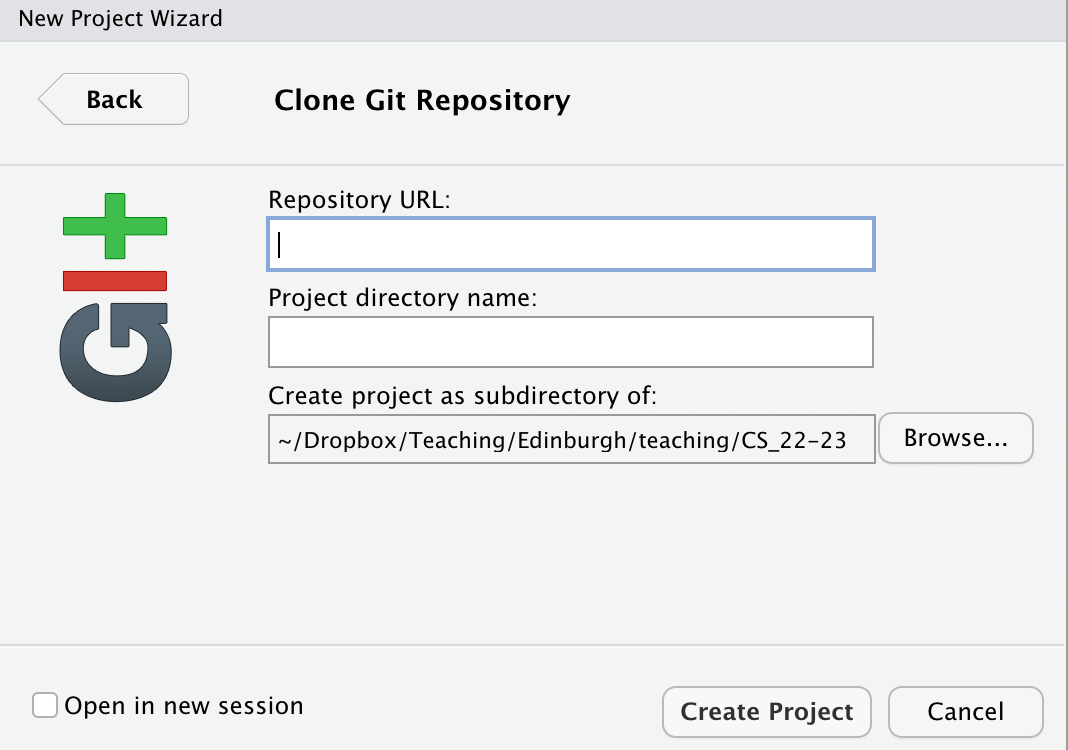 New Project Wizard
Back
Clone Git Repository
GIT
Repository URL:
Project directory name:
Create project as subdirectory of:
~/Dropbox/Teaching/Edinburgh/teaching/CS_22-23
Browse...
Open in new session
Create Project
Cancel